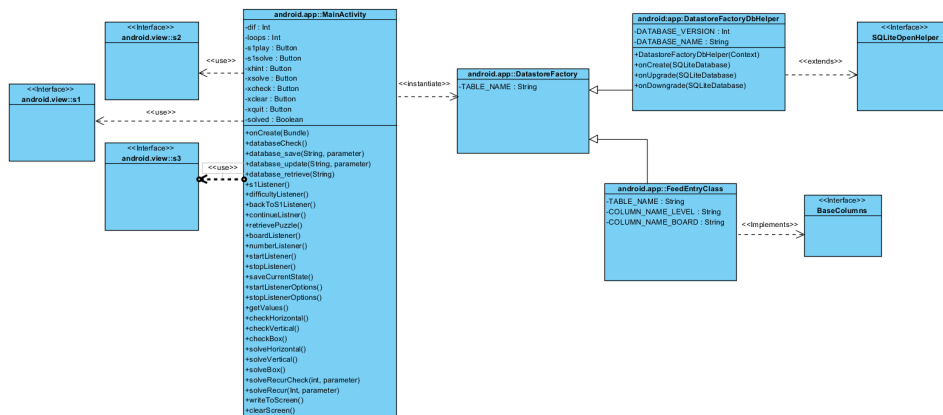 <<Interface>>
android.view::s2
<<Interface>>
android.view::s1
<<Interface>>
android.view::s3
<<use>>
<<use>>
<<use>>
android.app::MainActivity
-dif : Int
-loops : Int
-s1play : Button
-s1solve : Button
-xhint : Button
-xsolve : Button
-xcheck : Button
-xclear : Button
-xquit : Button
-solved : Boolean
+onCreate(Bundle)
+databaseCheck()
+database_save(String, parameter)
+database_update(String, parameter)
+database_retrieve(String)
+s1Listener()
+difficultyListener()
+backToS1Listener()
+continueListner()
+retrievePuzzle()
+boardListener()
+numberListener()
+startListener()
+stopListener()
+saveCurrentState()
+startListenerOptions()
+stopListenerOptions()
+getValues()
+checkHorizontal()
+checkVertical()
+checkBox()
+solveHorizontal()
+solveVertical()
+solveBox()
+solveRecurCheck(int, parameter)
+solveRecur(Int, parameter)
+writeToScreen()
+clearScreen()
<<instantiate>>
android.app::DatastoreFactory
-TABLE_NAME : String
android.app:DatastoreFactoryDbHelper
-DATABASE_VERSION : Int
-DATABASE_NAME : String
+DatastoreFactoryDbHelper(Context)
+onCreate(SQLiteDatabase)
+onUpgrade(SQLiteDatabase)
+onDowngrade(SQLiteDatabase)
<<extends>>
<<Interface>>
SQLiteOpenHelper
android.app::FeedEntryClass
-TABLE_NAME : String
-COLUMN_NAME_LEVEL : String
-COLUMN_NAME_BOARD : String
<<Implements>>
<<Interface>>
BaseColumns